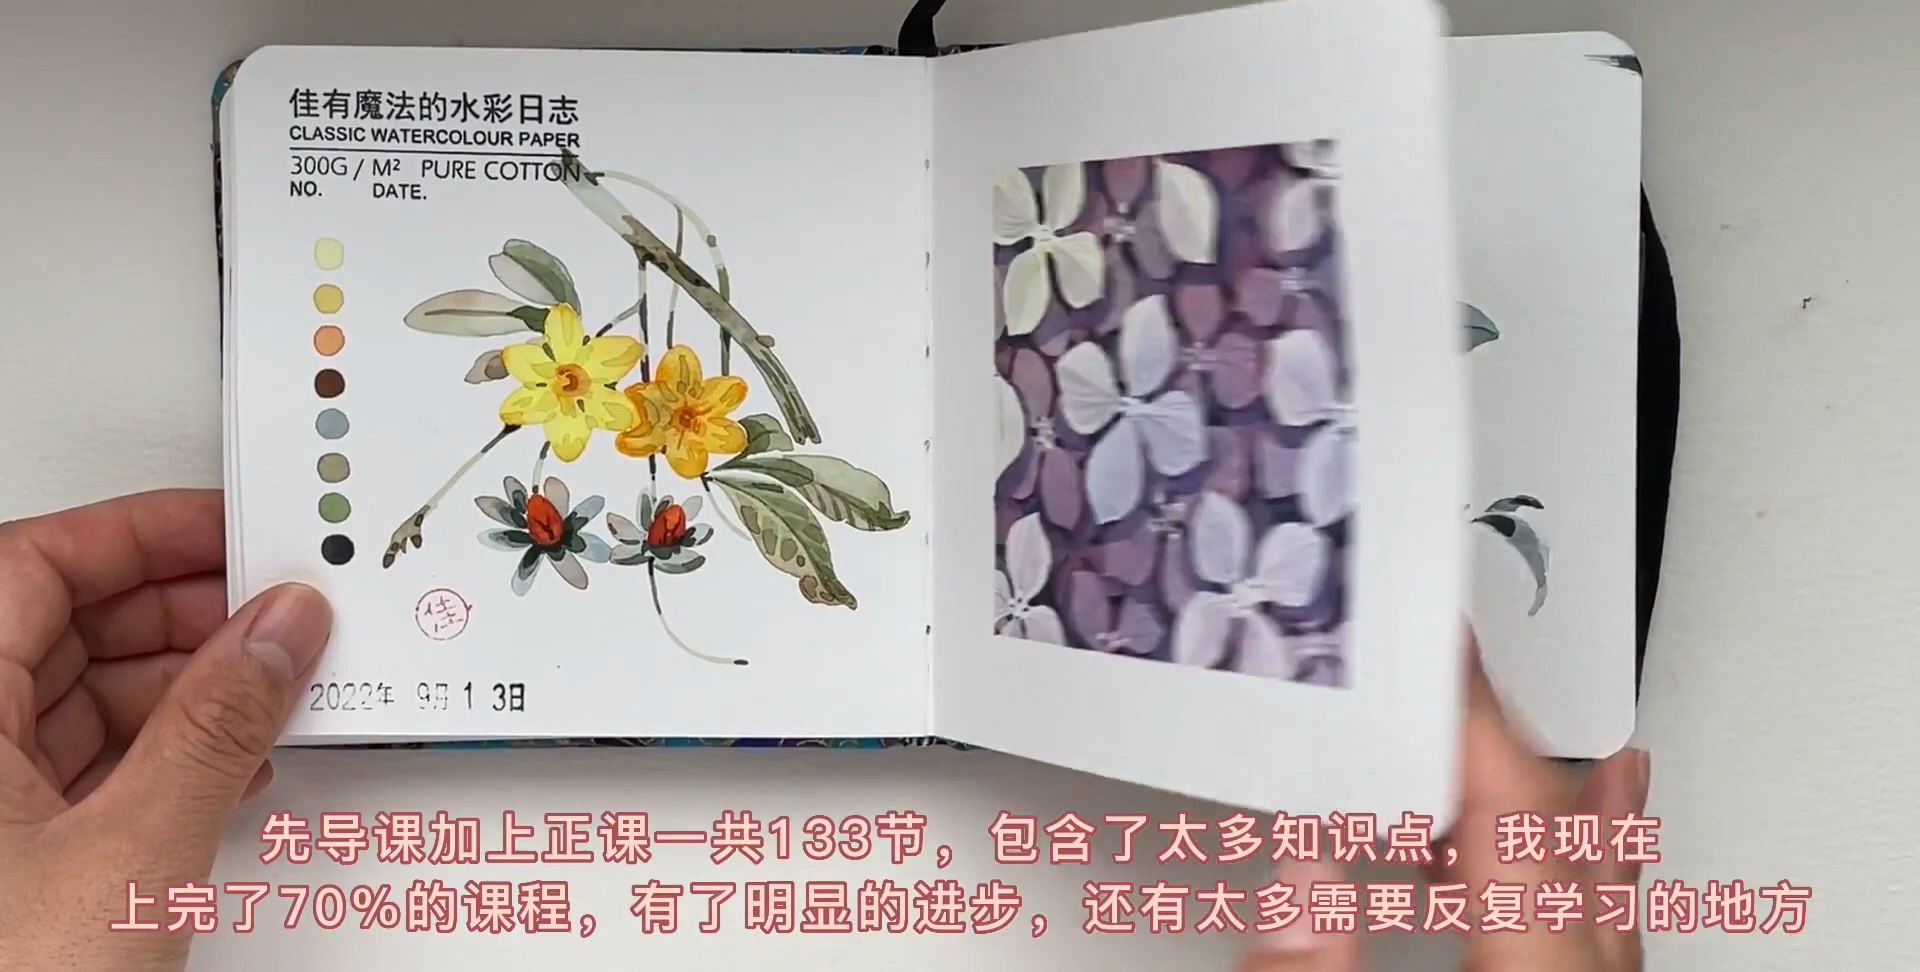 佳有魔法的水彩日志
CLASSIC WATERCOLOUR PAPER
300G / M² PURE COTTON
NO. DATE.
佳
2022年 9月 1 3日
先导课加上正课一共133节，包含了太多知识点，我现在
上完了70%的课程，有了明显的进步，还有太多需要反复学习的地方